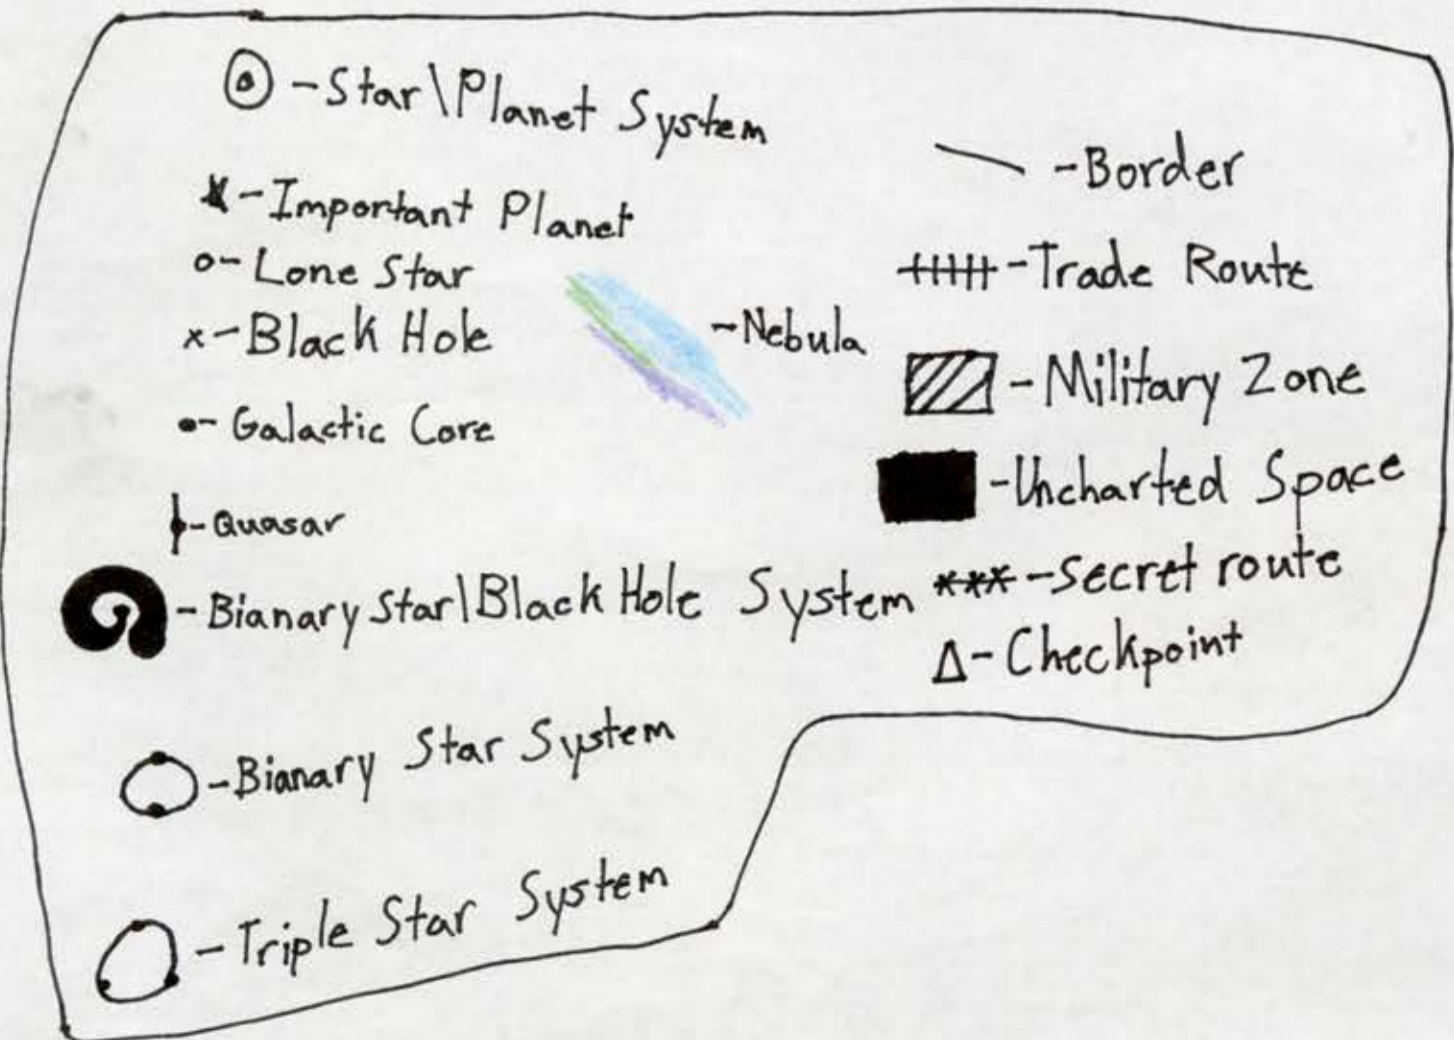 -Star\Planet System
-Important Planet
-Lone Star
-Black Hole
-Nebula
-Galactic Core
-Quasar
-Bianary Star\Black Hole System
-Bianary Star System
-Triple Star System
-Border
-Trade Route
-Military Zone
-Uncharted Space
-Secret route
-Checkpoint